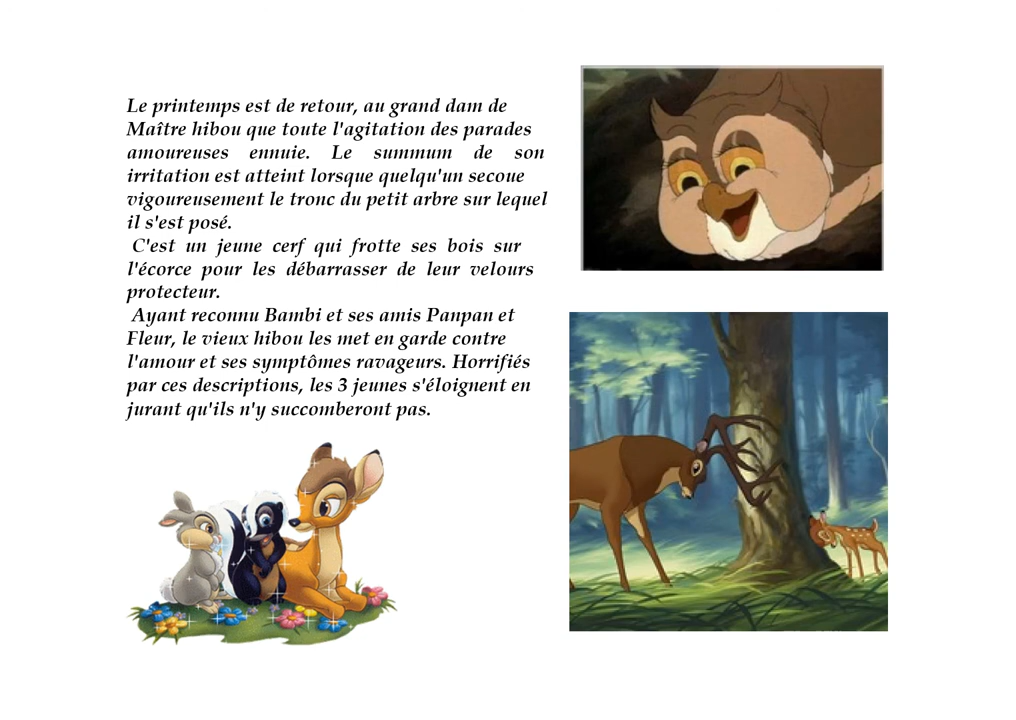 Le printemps est de retour, au grand dam de
Maître hibou que toute l'agitation des parades
amoureuses ennuie. Le summum de son
irritation est atteint lorsque quelqu'un secoue
vigoureusement le tronc du petit arbre sur lequel
il s'est posé.
C'est un jeune cerf qui frotte ses bois sur
l'écorce pour les débarrasser de leur velours
protecteur.
Ayant reconnu Bambi et ses amis Panpan et
Fleur, le vieux hibou les met en garde contre
l'amour et ses symptômes ravageurs. Horrifiés
par ces descriptions, les 3 jeunes s'éloignent en
jurant qu'ils n'y succomberont pas.